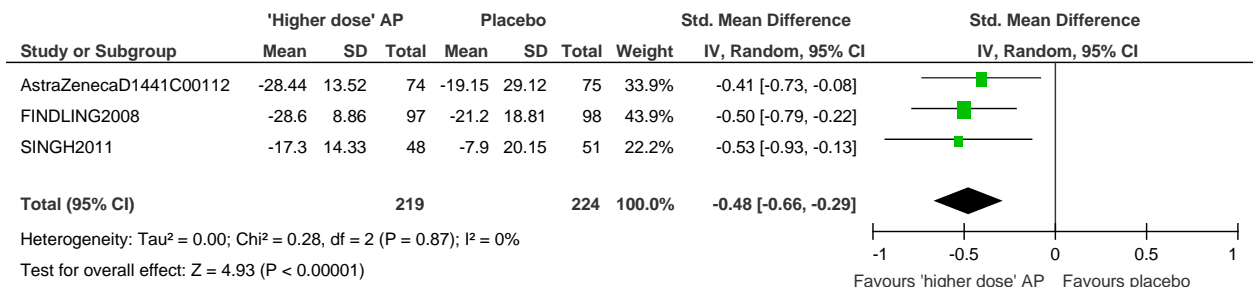 'Higher dose' AP Placebo Std. Mean Difference Std. Mean Difference
Study or Subgroup Mean SD Total Mean SD Total Weight IV, Random, 95% CI IV, Random, 95% CI
AstraZenecaD1441C00112 -28.44 13.52 74 -19.15 29.12 75 33.9% -0.41 [-0.73, -0.08]
FINDLING2008 -28.6 8.86 97 -21.2 18.81 98 43.9% -0.50 [-0.79, -0.22]
SINGH2011 -17.3 14.33 48 -7.9 20.15 51 22.2% -0.53 [-0.93, -0.13]
Total (95% CI) 219 224 100.0% -0.48 [-0.66, -0.29]
Heterogeneity: Tau² = 0.00; Chi² = 0.28, df = 2 (P = 0.87); I² = 0%
Test for overall effect: Z = 4.93 (P < 0.00001)
-1 -0.5 0 0.5 1
Favours 'higher dose' AP Favours placebo